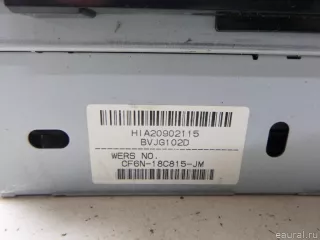 HIA20902115
BVJG102D
WERS NO.
CF6N-18C815-JM
eaural.ru